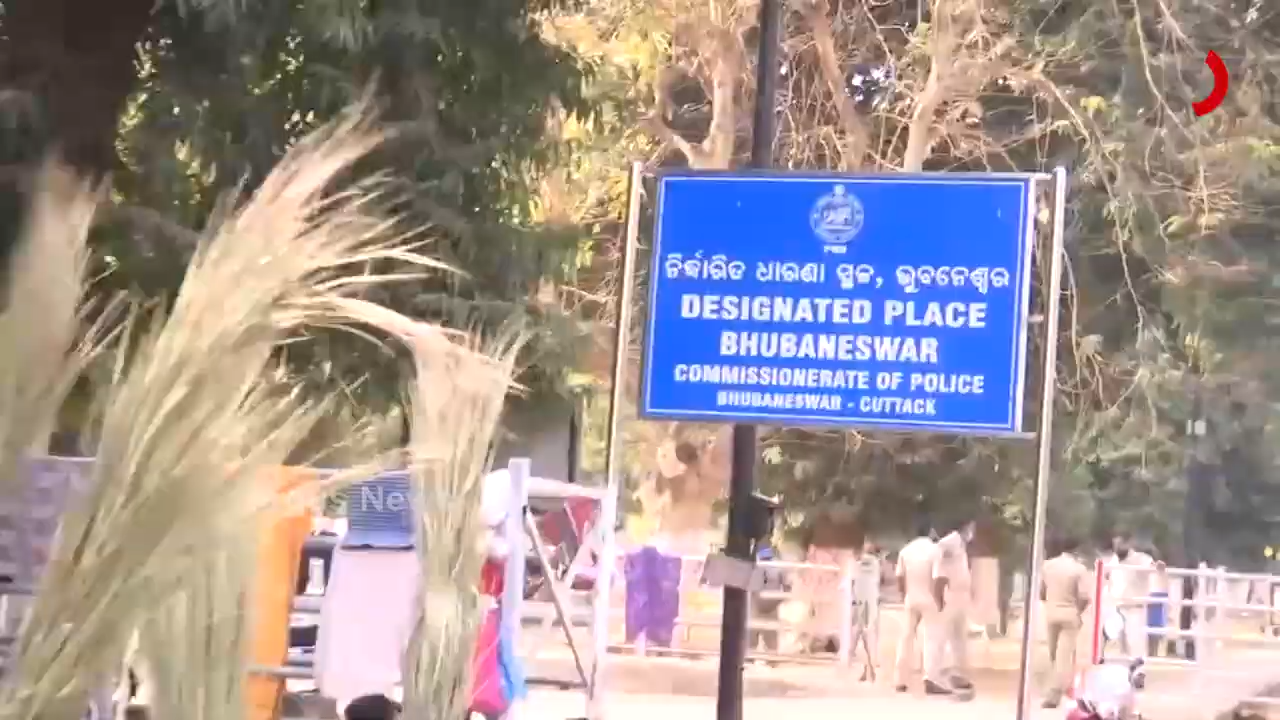 ନିର୍ଦ୍ଧାରିତ ଧାରଣା ସ୍ଥଳ, ଭୁବନେଶ୍ୱର
DESIGNATED PLACE
BHUBANESWAR
COMMISSIONERATE OF POLICE
BHUBANESWAR - CUTTACK